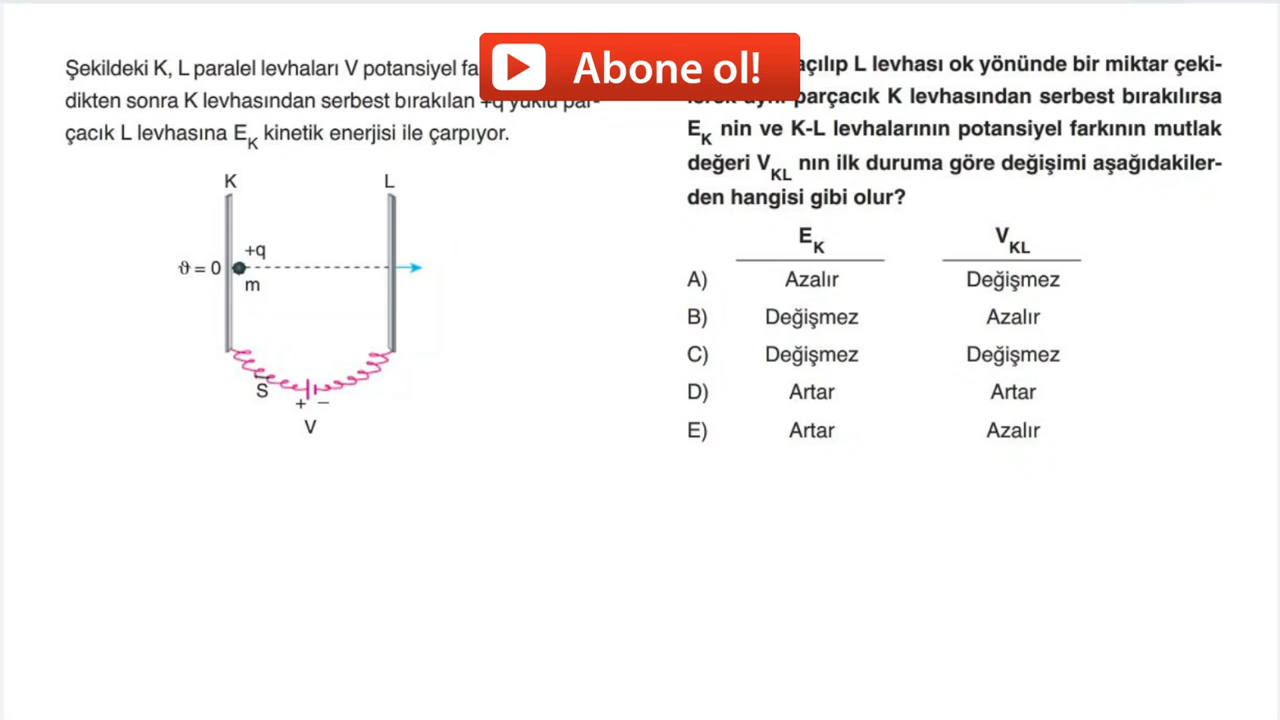 Abone ol!
Şekildeki K, L paralel levhaları V potansiyel
dikten sonra K levhasından serbest bırakılan +q yüklü par-
çacık L levhasına E_K kinetik enerjisi ile çarpıyor.
K L
+q
ϑ = 0
m
S
+ −
V
açılıp L levhası ok yönünde bir miktar çeki-
parçacık K levhasından serbest bırakılırsa
E_K nin ve K-L levhalarının potansiyel farkının mutlak
değeri V_KL nın ilk duruma göre değişimi aşağıdakiler-
den hangisi gibi olur?
E_K V_KL
A) Azalır Değişmez
B) Değişmez Azalır
C) Değişmez Değişmez
D) Artar Artar
E) Artar Azalır